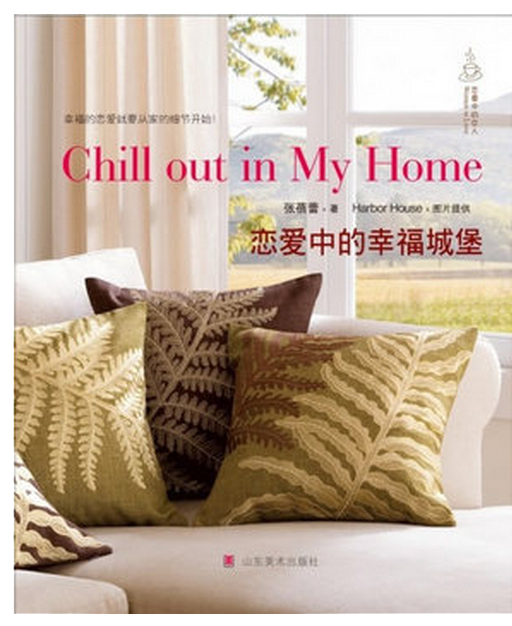 幸福的恋爱就要从家的细节开始!
Chill out in My Home
张蓓蕾·著 Harbor House·图片提供
恋爱中的幸福城堡
山东美术出版社